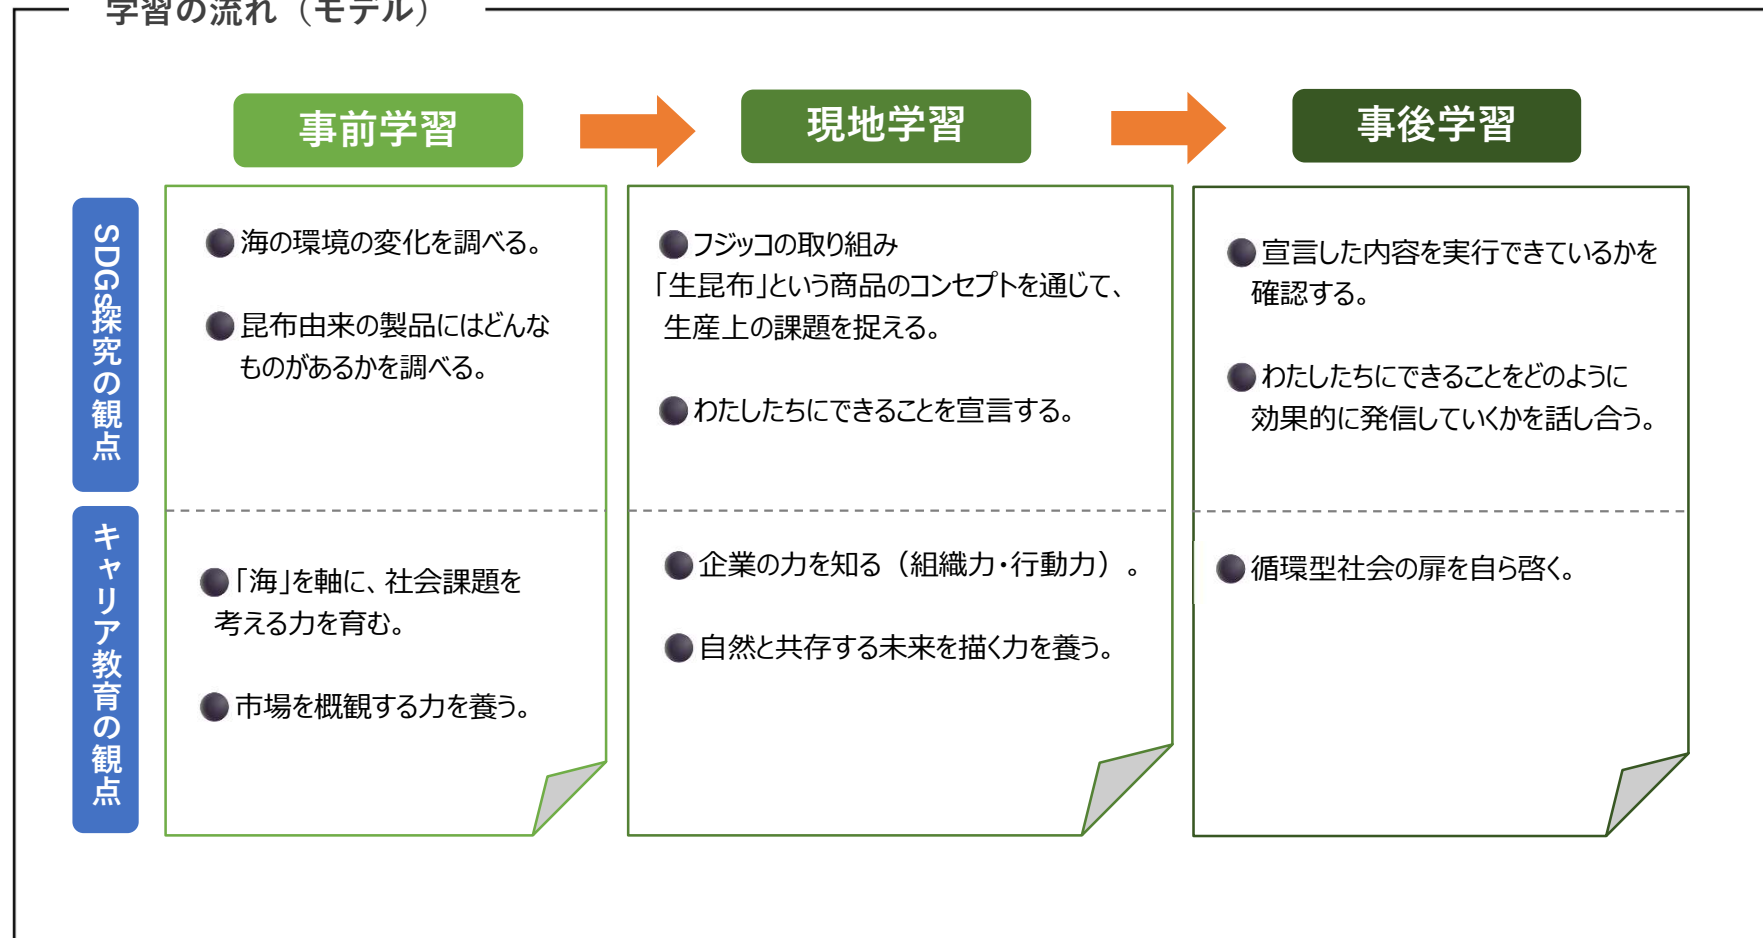 学習の流れ（モデル）
事前学習
現地学習
事後学習
SDGs探究の観点
●海の環境の変化を調べる。
●昆布由来の製品にはどんな
ものがあるかを調べる。
●フジッコの取り組み
「生昆布」という商品のコンセプトを通じて、
生産上の課題を捉える。
●わたしたちにできることを宣言する。
●宣言した内容を実行できているかを
確認する。
●わたしたちにできることをどのように
効果的に発信していくかを話し合う。
キャリア教育の観点
●「海」を軸に、社会課題を
考える力を育む。
●市場を概観する力を養う。
●企業の力を知る（組織力・行動力）。
●自然と共存する未来を描く力を養う。
●循環型社会の扉を自ら啓く。